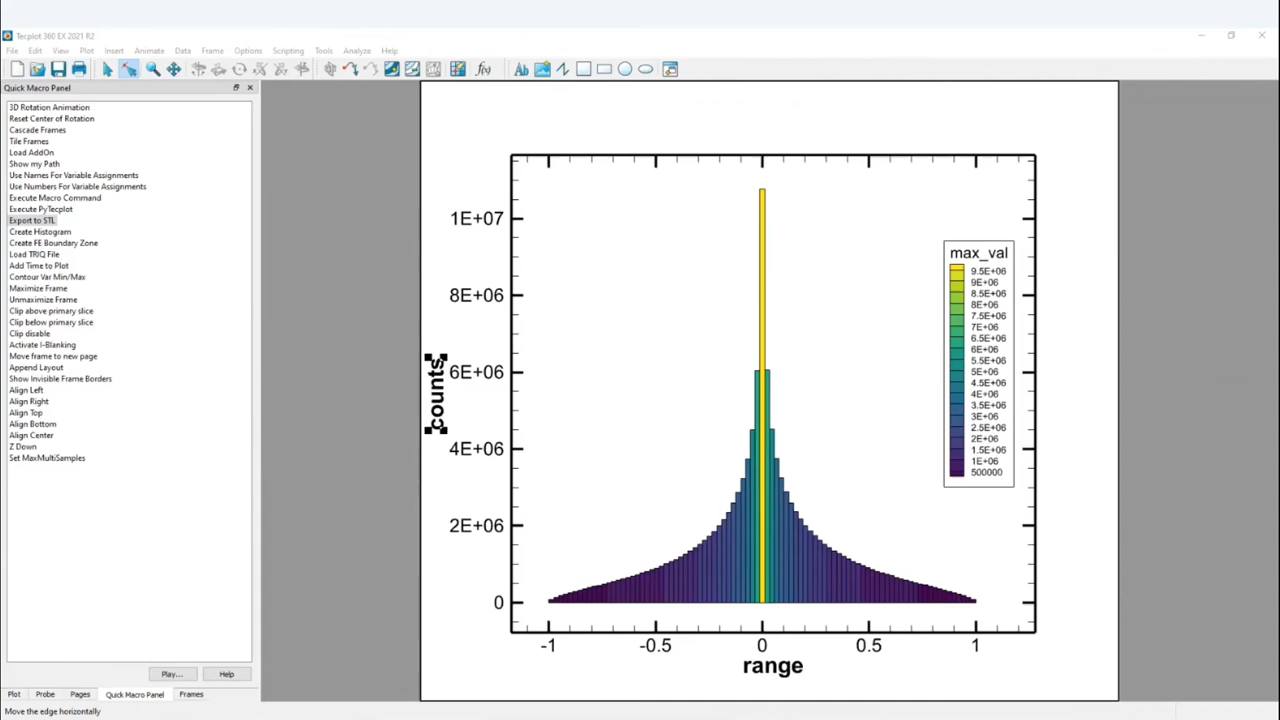 Tecplot 360 EX 2021 R2
File Edit View Plot Insert Animate Data Frame Options Scripting Tools Analyze Help
Quick Macro Panel
3D Rotation Animation
Reset Center of Rotation
Cascade Frames
Tile Frames
Load AddOn
Show my Path
Use Names For Variable Assignments
Use Numbers For Variable Assignments
Execute Macro Command
Execute PyTecplot
Export to STL
Create Histogram
Create FE Boundary Zone
Load TRIQ File
Add Time to Plot
Contour Var Min/Max
Maximize Frame
Unmaximize Frame
Clip above primary slice
Clip below primary slice
Clip disable
Activate I-Blanking
Move frame to new page
Append Layout
Show Invisible Frame Borders
Align Left
Align Right
Align Top
Align Bottom
Align Center
Z Down
Set MaxMultiSamples
Play... Help
Plot Probe Pages Quick Macro Panel Frames
Move the edge horizontally
Ab
f(x)
counts
1E+07
8E+06
6E+06
4E+06
2E+06
0
-1 -0.5 0 0.5 1
range
max_val
9.5E+06
9E+06
8.5E+06
8E+06
7.5E+06
7E+06
6.5E+06
6E+06
5.5E+06
5E+06
4.5E+06
4E+06
3.5E+06
3E+06
2.5E+06
2E+06
1.5E+06
1E+06
500000